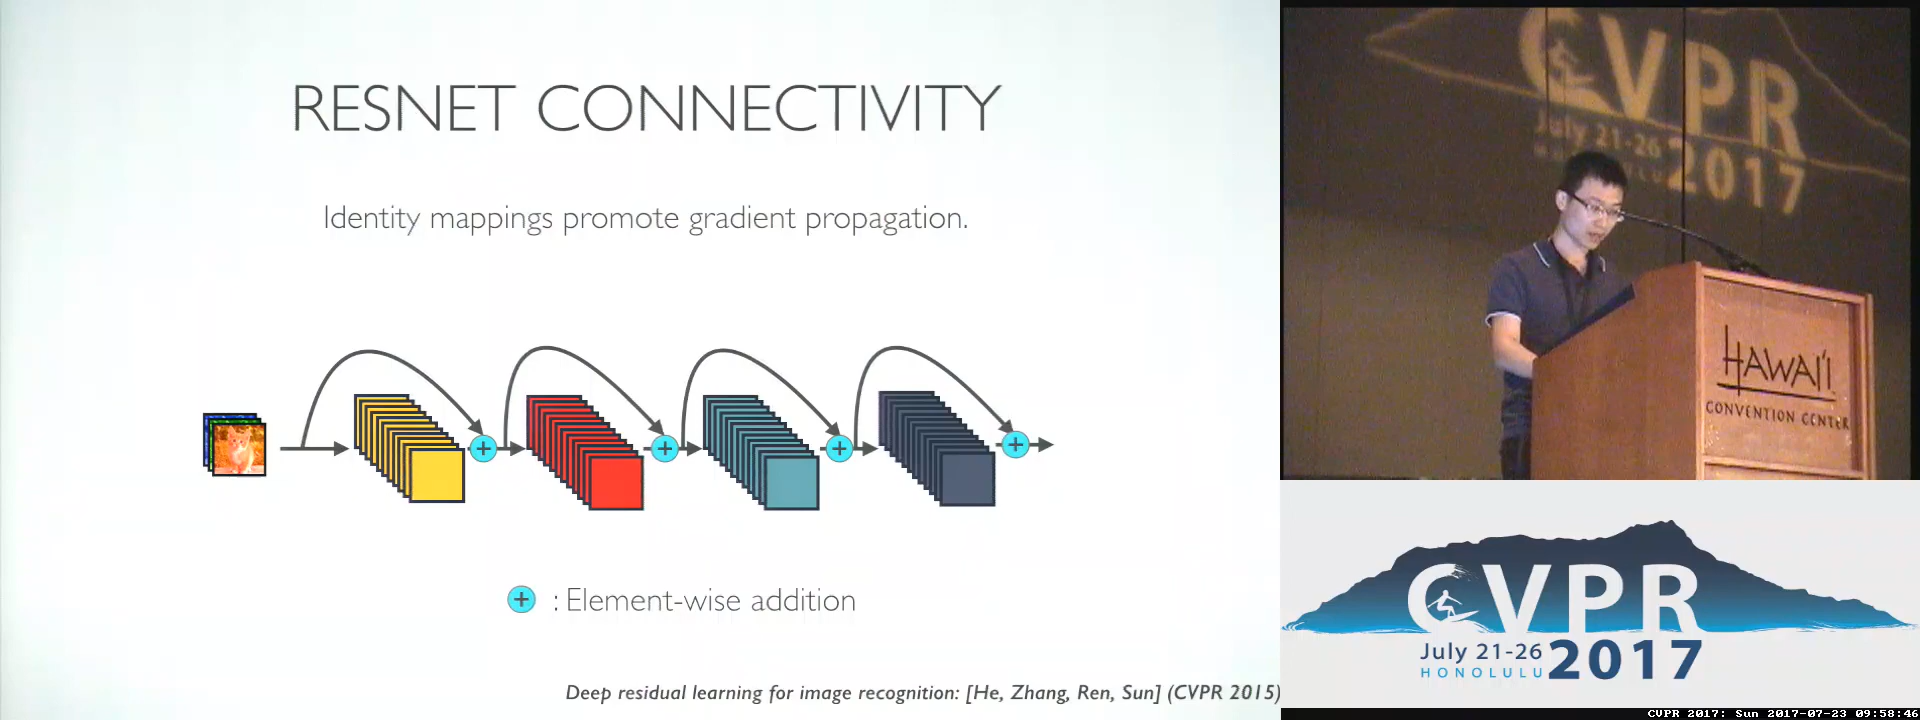 RESNET CONNECTIVITY
Identity mappings promote gradient propagation.
+ + + +
+ : Element-wise addition
Deep residual learning for image recognition: [He, Zhang, Ren, Sun] (CVPR 2015)
CVPR
July 21-26
2017
HAWAI'I
CONVENTION CENTER
CVPR
July 21-26
HONOLULU
2017
CVPR 2017: Sun 2017-07-23 09:58:46